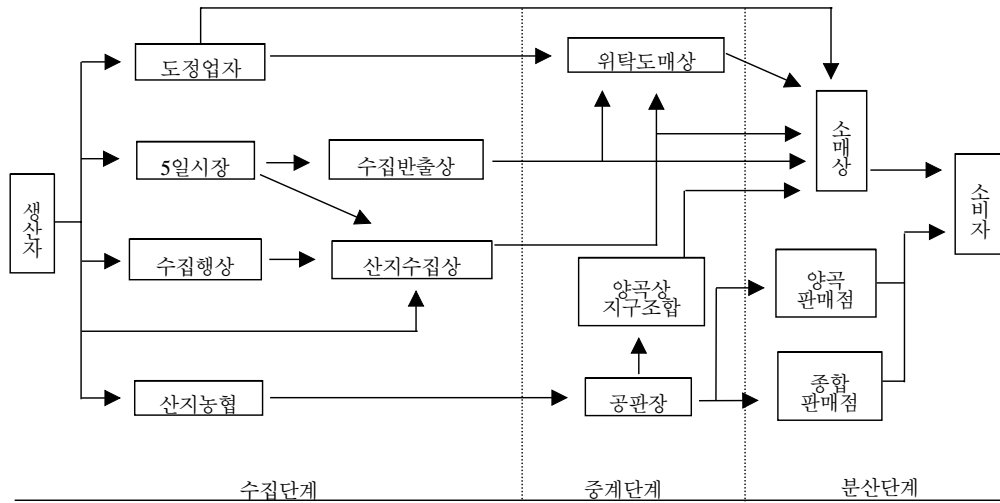 도정업자
위탁도매상
소
매
상
5일시장
수집반출상
생
산
자
소
비
자
수집행상
산지수집상
양곡상
지구조합
양곡
판매점
산지농협
공판장
종합
판매점
수집단계
중계단계
분산단계